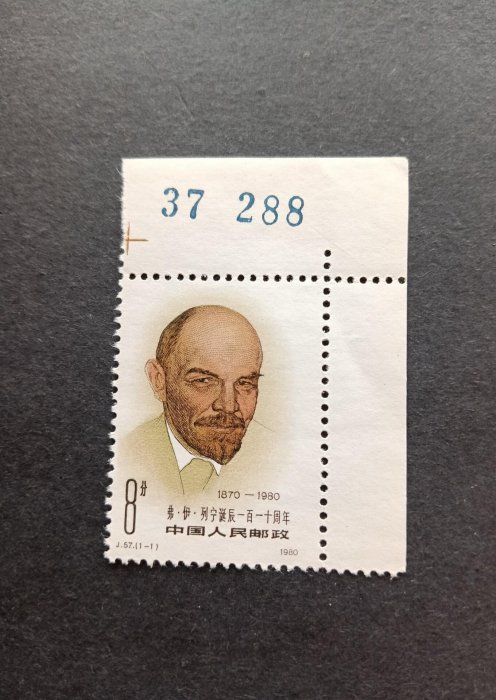 37 288
1870 — 1980
8分
弗·伊·列宁诞辰一百一十周年
中国人民邮政
J.57.(1-1)
1980